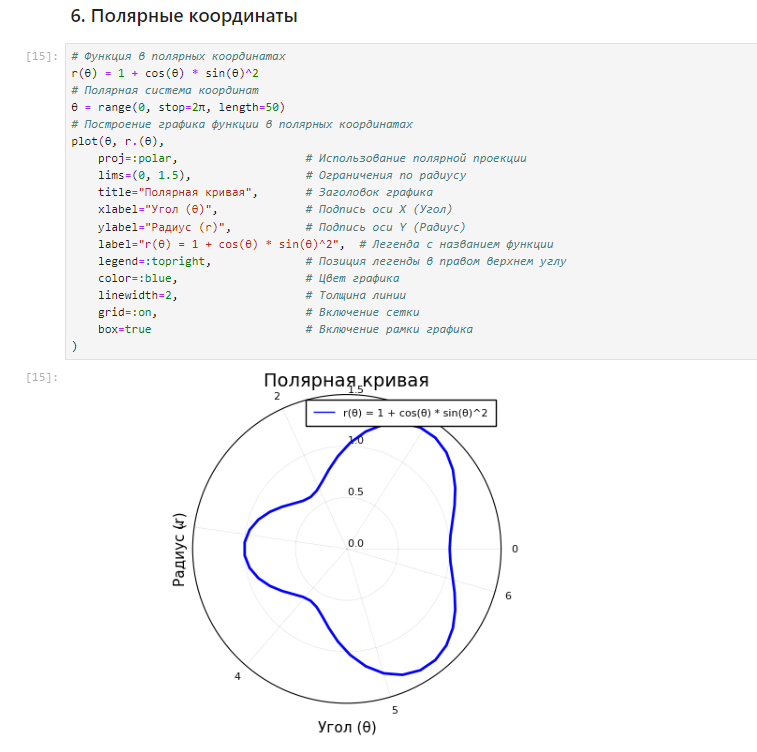 6. Полярные координаты
[15]:
# Функция в полярных координатах
r(θ) = 1 + cos(θ) * sin(θ)^2
# Полярная система координат
θ = range(0, stop=2π, length=50)
# Построение графика функции в полярных координатах
plot(θ, r.(θ),
    proj=:polar,                   # Использование полярной проекции
    lims=(0, 1.5),                 # Ограничения по радиусу
    title="Полярная кривая",       # Заголовок графика
    xlabel="Угол (θ)",             # Подпись оси X (Угол)
    ylabel="Радиус (r)",           # Подпись оси Y (Радиус)
    label="r(θ) = 1 + cos(θ) * sin(θ)^2",  # Легенда с названием функции
    legend=:topright,              # Позиция легенды в правом верхнем углу
    color=:blue,                   # Цвет графика
    linewidth=2,                   # Толщина линии
    grid=:on,                      # Включение сетки
    box=true                       # Включение рамки графика
)
[15]:
Полярная кривая
1.5
2
r(θ) = 1 + cos(θ) * sin(θ)^2
1.0
0.5
0.0
0
Радиус (r)
6
4
5
Угол (θ)